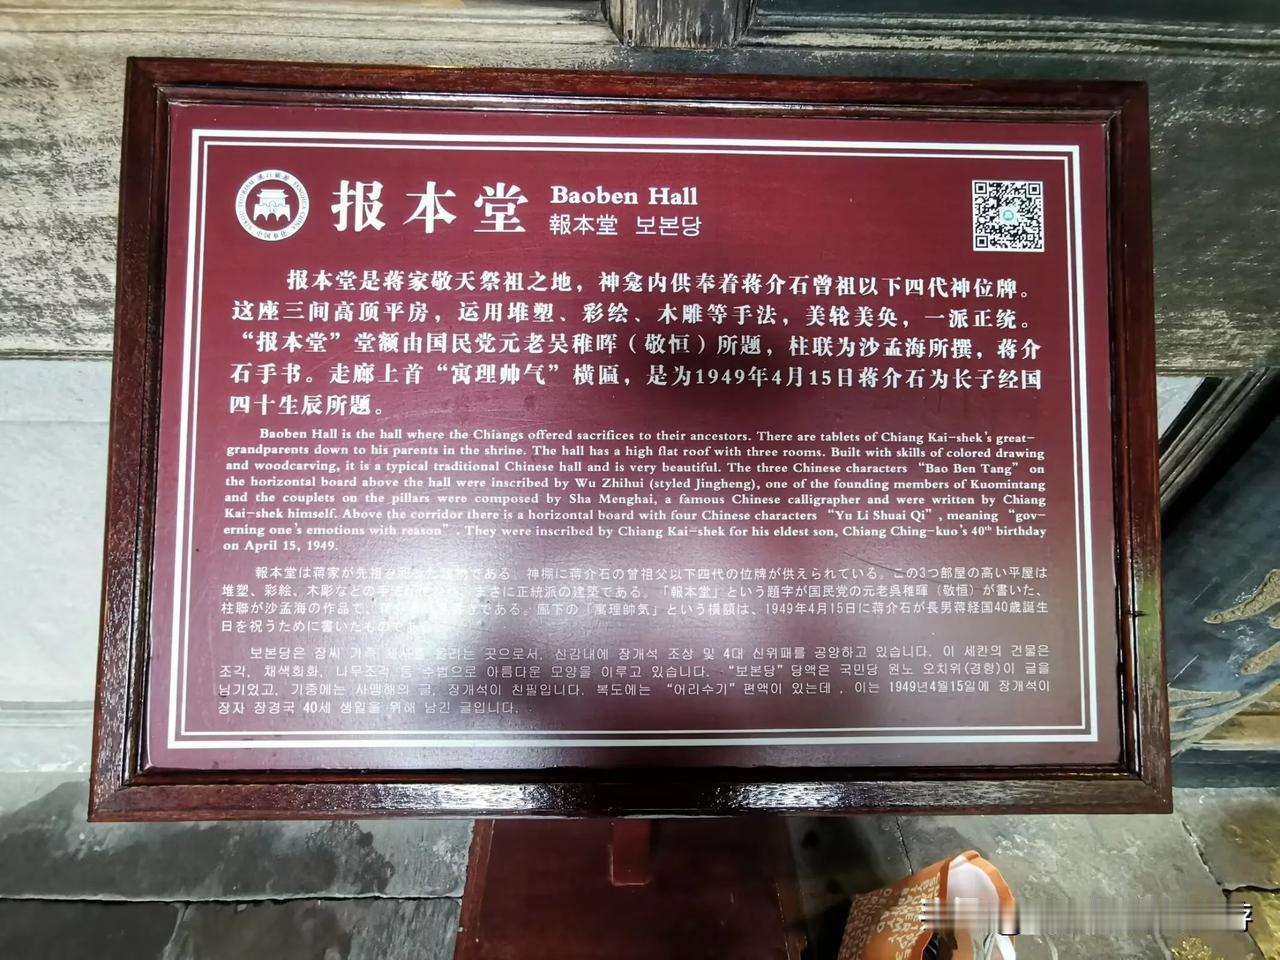 报本堂
Baoben Hall
報本堂 보본당
报本堂是蒋家敬天祭祖之地，神龛内供奉着蒋介石曾祖以下四代神位牌。
这座三间高顶平房，运用堆塑、彩绘、木雕等手法，美轮美奂，一派正统。
“报本堂”堂额由国民党元老吴稚晖（敬恒）所题，柱联为沙孟海所撰，蒋介
石手书。走廊上首“寓理帅气”横匾，是为1949年4月15日蒋介石为长子经国
四十生辰所题。
Baoben Hall is the hall where the Chiangs offered sacrifices to their ancestors. There are tablets of Chiang Kai-shek's great-
grandparents down to his parents in the shrine. The hall has a high flat roof with three rooms. Built with skills of colored drawing
and woodcarving, it is a typical traditional Chinese hall and is very beautiful. The three Chinese characters “Bao Ben Tang” on
the horizontal board above the hall were inscribed by Wu Zhihui (styled Jingheng), one of the founding members of Kuomintang
and the couplets on the pillars were composed by Sha Menghai, a famous Chinese calligrapher and were written by Chiang
Kai-shek himself. Above the corridor there is a horizontal board with four Chinese characters “Yu Li Shuai Qi”, meaning “gov-
erning one's emotions with reason”. They were inscribed by Chiang Kai-shek for his eldest son, Chiang Ching-kuo's 40th birthday
on April 15, 1949.
報本堂は蒋家が先祖を である。神棚に蒋介石の曾祖父以下四代の位牌が供えられている。この3つ部屋の高い平屋は
堆塑、彩絵、木彫などの手 まさに正統派の建築である。「報本堂」という題字が国民党の元老呉稚暉（敬恒）が書いた、
柱聯が沙孟海の作品で、 きである。廊下の「寓理帥気」という横額は、1949年4月15日に蒋介石が長男蒋経国40歳誕生
日を祝うために書いたもので
보본당은 장씨 가족 제사를 올리는 곳으로서, 신감내에 장개석 조상 및 4대 신위패를 공양하고 있습니다. 이 세칸의 건물은
조각, 채색회화, 나무조각 등 수법으로 아름다운 모양을 이루고 있습니다. “보본당” 당액은 국민당 원노 오치위(경항)이 글을
남기었고, 기중에는 사맹해의 글, 장개석이 친필입니다. 복도에는 “어리수기” 편액이 있는데, 이는 1949년4월15일에 장개석이
장자 장경국 40세 생일을 위해 남긴 글입니다.